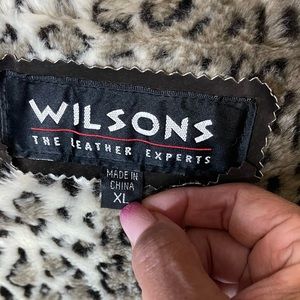 WILSONS
THE LEATHER EXPERTS
MADE IN
CHINA
XL